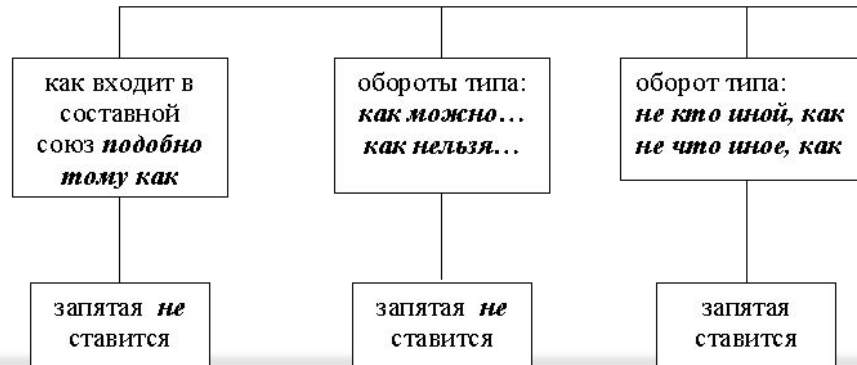 как входит в
составной
союз подобно
тому как
обороты типа:
как можно…
как нельзя…
оборот типа:
не кто иной, как
не что иное, как
запятая не
ставится
запятая не
ставится
запятая
ставится